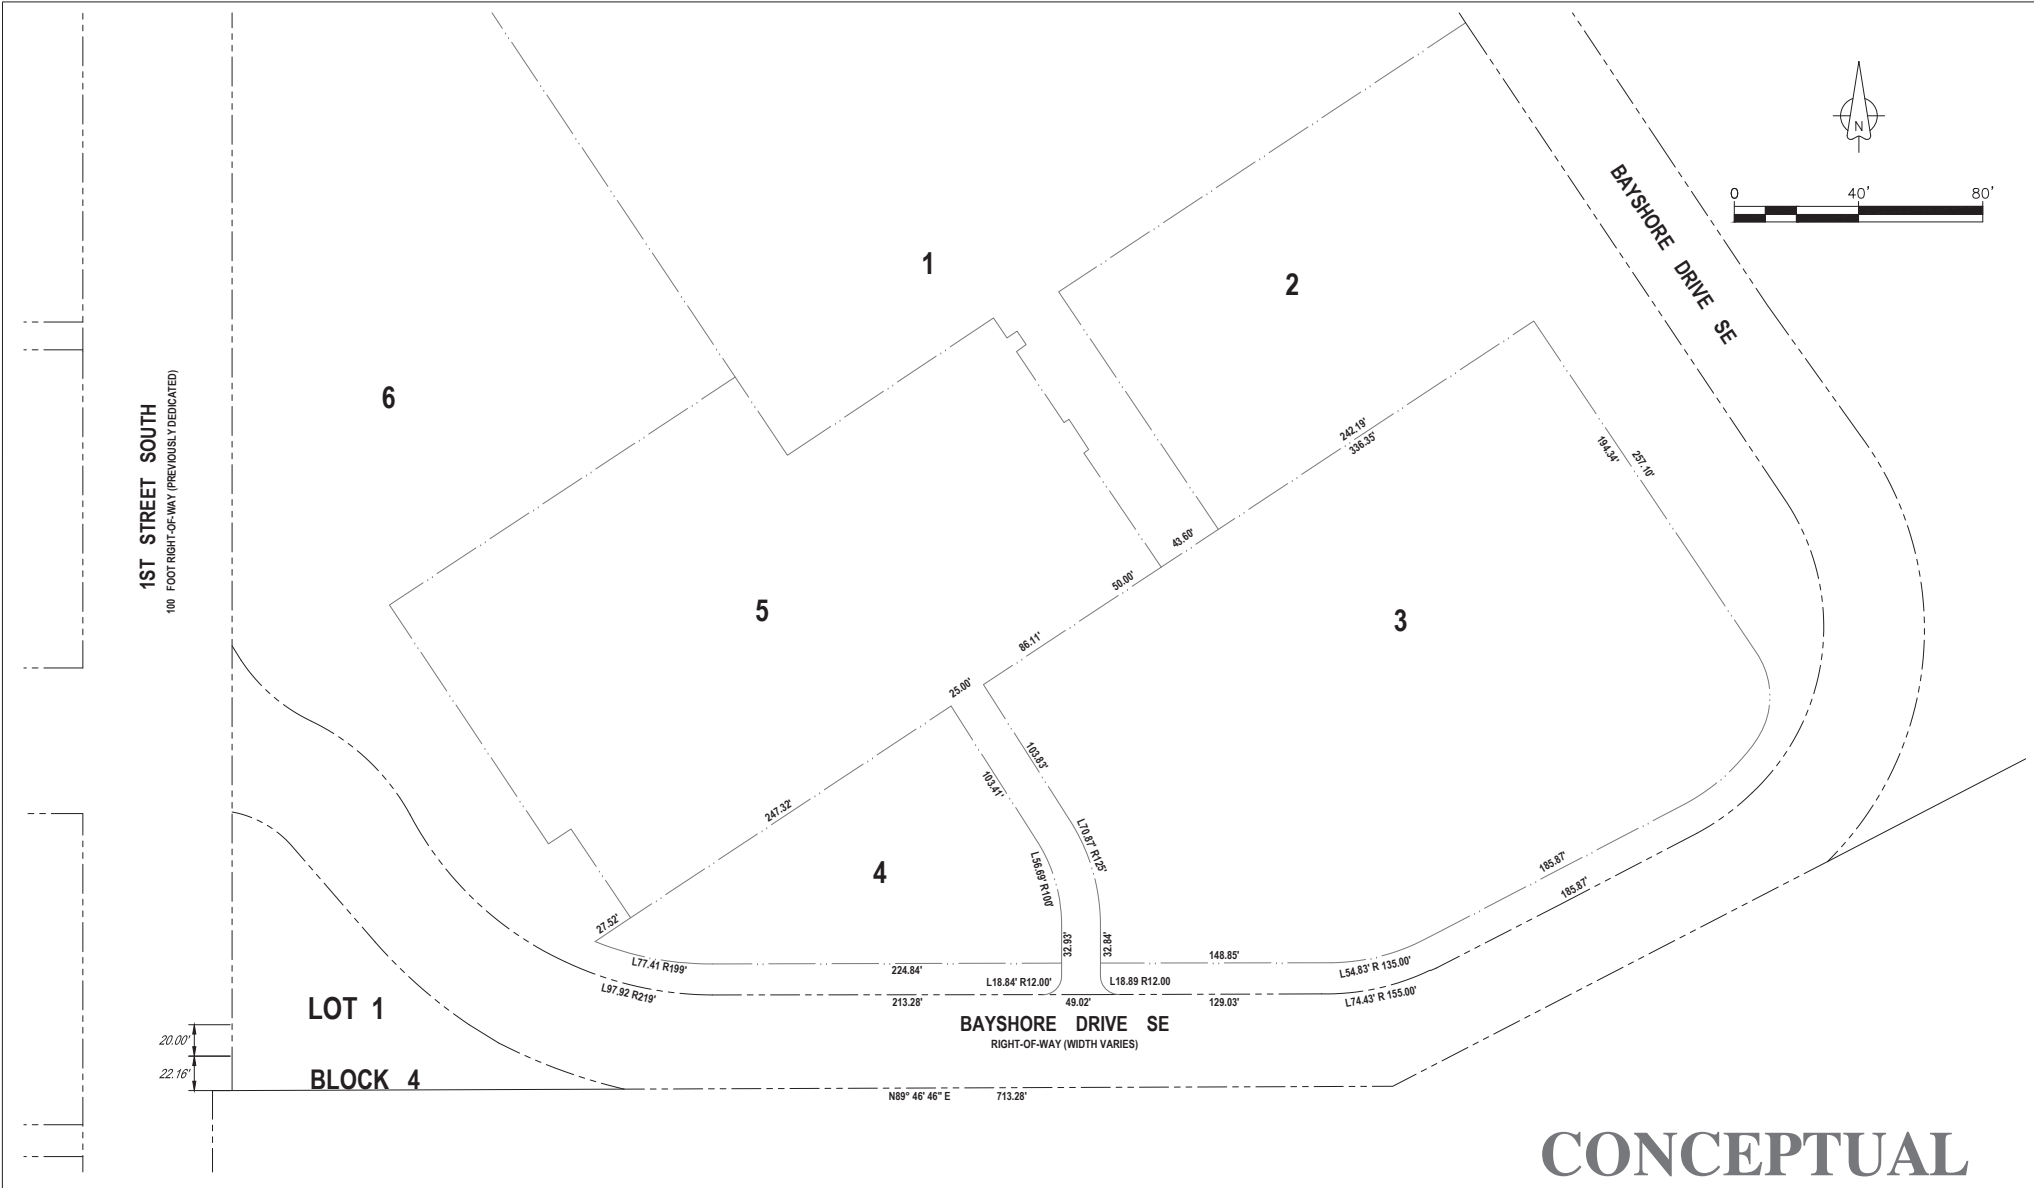 0 40' 80'
N
BAYSHORE DRIVE SE
1
2
6
1ST STREET SOUTH
100 FOOT RIGHT-OF-WAY (PREVIOUSLY DEDICATED)
242.19'
336.35'
194.34'
257.10'
43.60'
50.00'
5
3
86.11'
25.00'
103.83'
103.41'
247.32'
L70.87' R125'
L56.69' R100'
4
185.87'
185.87'
27.52'
32.93'
32.84'
L77.41 R199'
224.84'
148.85'
L54.83' R 135.00'
L18.84' R12.00'
L18.89 R12.00
L97.92 R219'
213.28'
49.02'
129.03'
L74.43' R 155.00'
LOT 1
BAYSHORE DRIVE SE
RIGHT-OF-WAY (WIDTH VARIES)
20.00'
22.16'
BLOCK 4
N89° 46' 46" E 713.28'
CONCEPTUAL